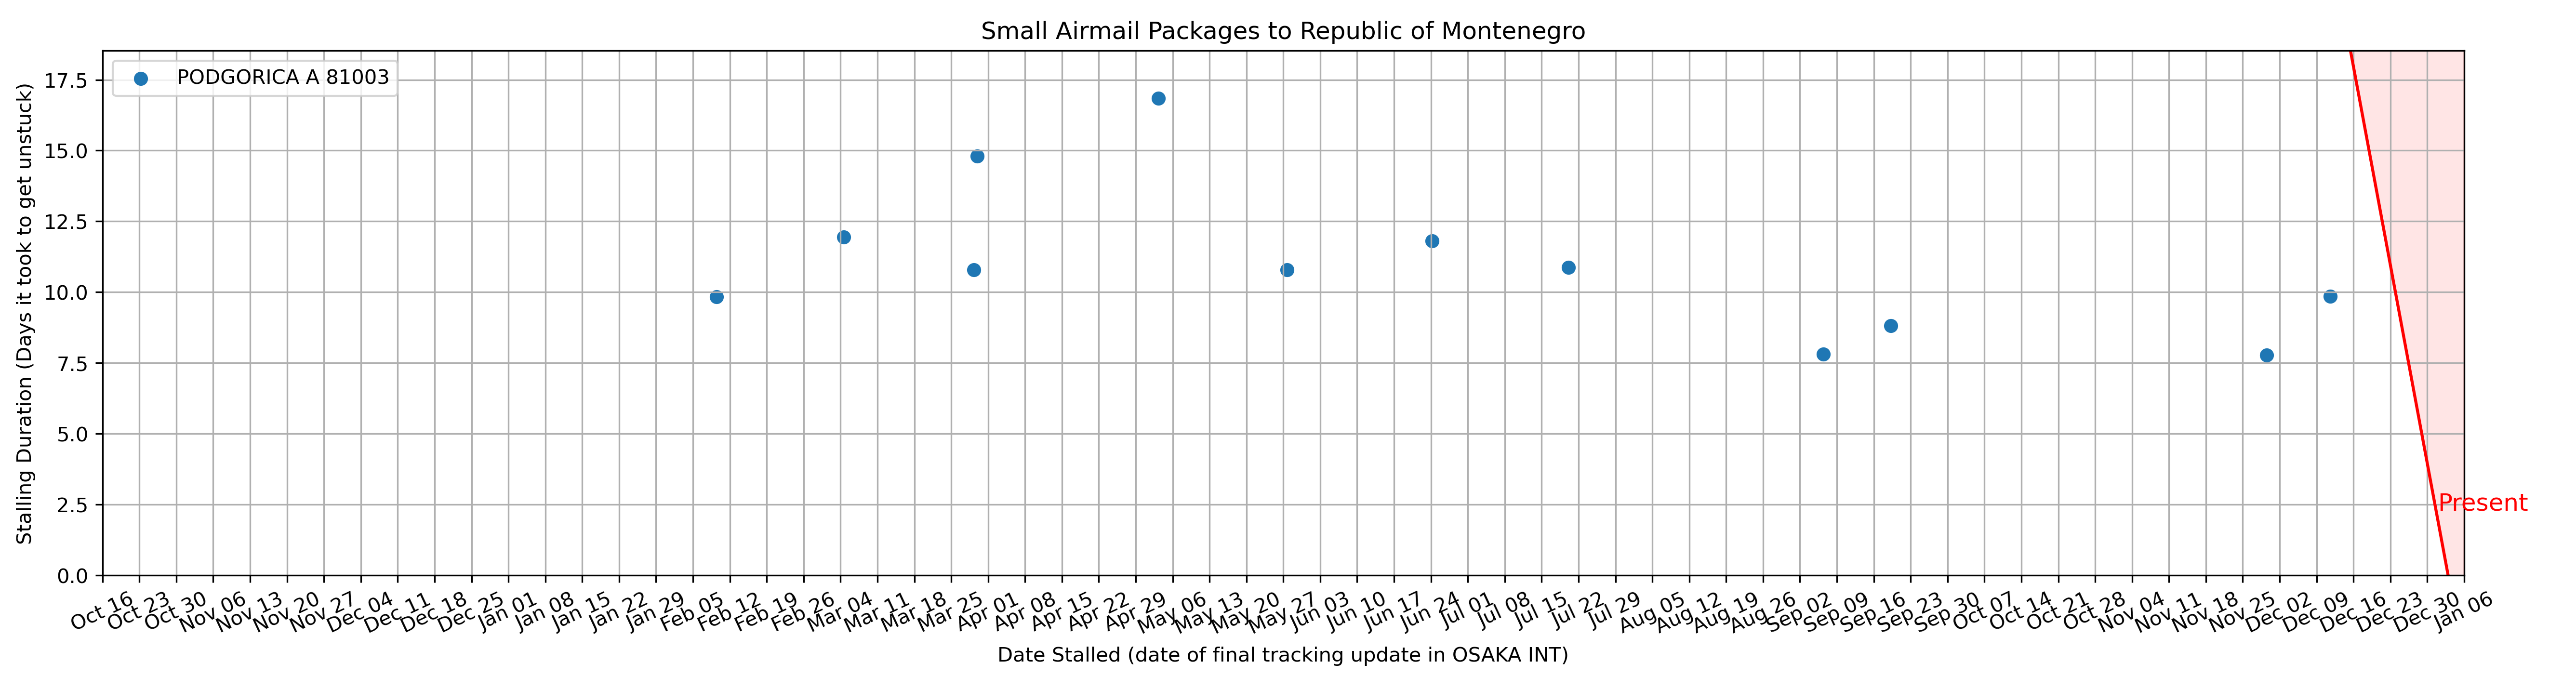 Small Airmail Packages to Republic of Montenegro
PODGORICA A 81003
Stalling Duration (Days it took to get unstuck)
17.5
15.0
12.5
10.0
7.5
5.0
2.5
0.0
Present
Oct 16
Oct 23
Oct 30
Nov 06
Nov 13
Nov 20
Nov 27
Dec 04
Dec 11
Dec 18
Dec 25
Jan 01
Jan 08
Jan 15
Jan 22
Jan 29
Feb 05
Feb 12
Feb 19
Feb 26
Mar 04
Mar 11
Mar 18
Mar 25
Apr 01
Apr 08
Apr 15
Apr 22
Apr 29
May 06
May 13
May 20
May 27
Jun 03
Jun 10
Jun 17
Jun 24
Jul 01
Jul 08
Jul 15
Jul 22
Jul 29
Aug 05
Aug 12
Aug 19
Aug 26
Sep 02
Sep 09
Sep 16
Sep 23
Sep 30
Oct 07
Oct 14
Oct 21
Oct 28
Nov 04
Nov 11
Nov 18
Nov 25
Dec 02
Dec 09
Dec 16
Dec 23
Dec 30
Jan 06
Date Stalled (date of final tracking update in OSAKA INT)